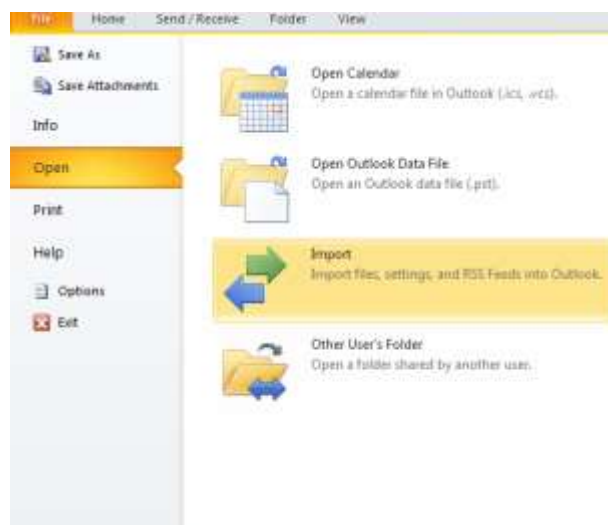 File Home Send / Receive Folder View
Save As
Save Attachments
Info
Open
Print
Help
Options
Exit
Open Calendar
Open a calendar file in Outlook (.ics, .vcs).
Open Outlook Data File
Open an Outlook data file (.pst).
Import
Import files, settings, and RSS Feeds into Outlook.
Other User's Folder
Open a folder shared by another user.